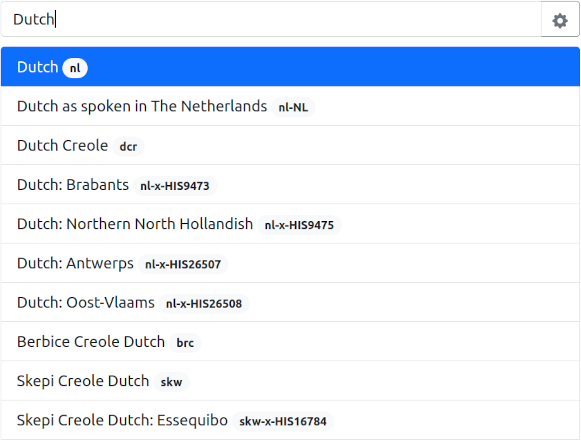 Dutch
Dutch nl
Dutch as spoken in The Netherlands nl-NL
Dutch Creole dcr
Dutch: Brabants nl-x-HIS9473
Dutch: Northern North Hollandish nl-x-HIS9475
Dutch: Antwerps nl-x-HIS26507
Dutch: Oost-Vlaams nl-x-HIS26508
Berbice Creole Dutch brc
Skepi Creole Dutch skw
Skepi Creole Dutch: Essequibo skw-x-HIS16784